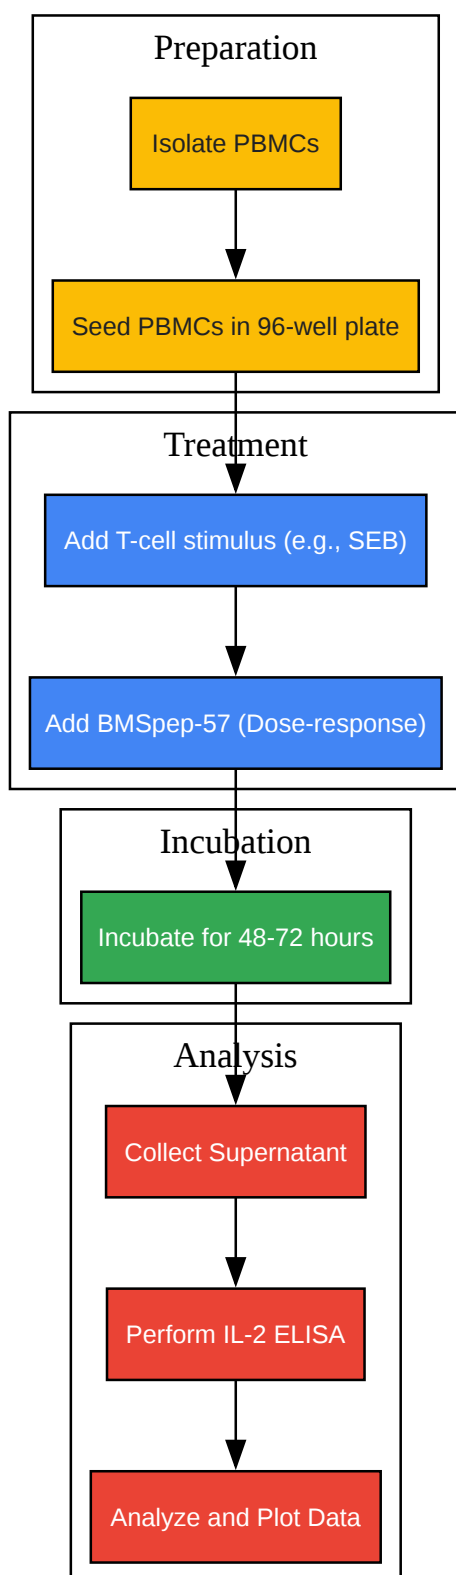 Preparation
Isolate PBMCs
Seed PBMCs in 96-well plate
Treatment
Add T-cell stimulus (e.g., SEB)
Add BMSpep-57 (Dose-response)
Incubation
Incubate for 48-72 hours
Analysis
Collect Supernatant
Perform IL-2 ELISA
Analyze and Plot Data